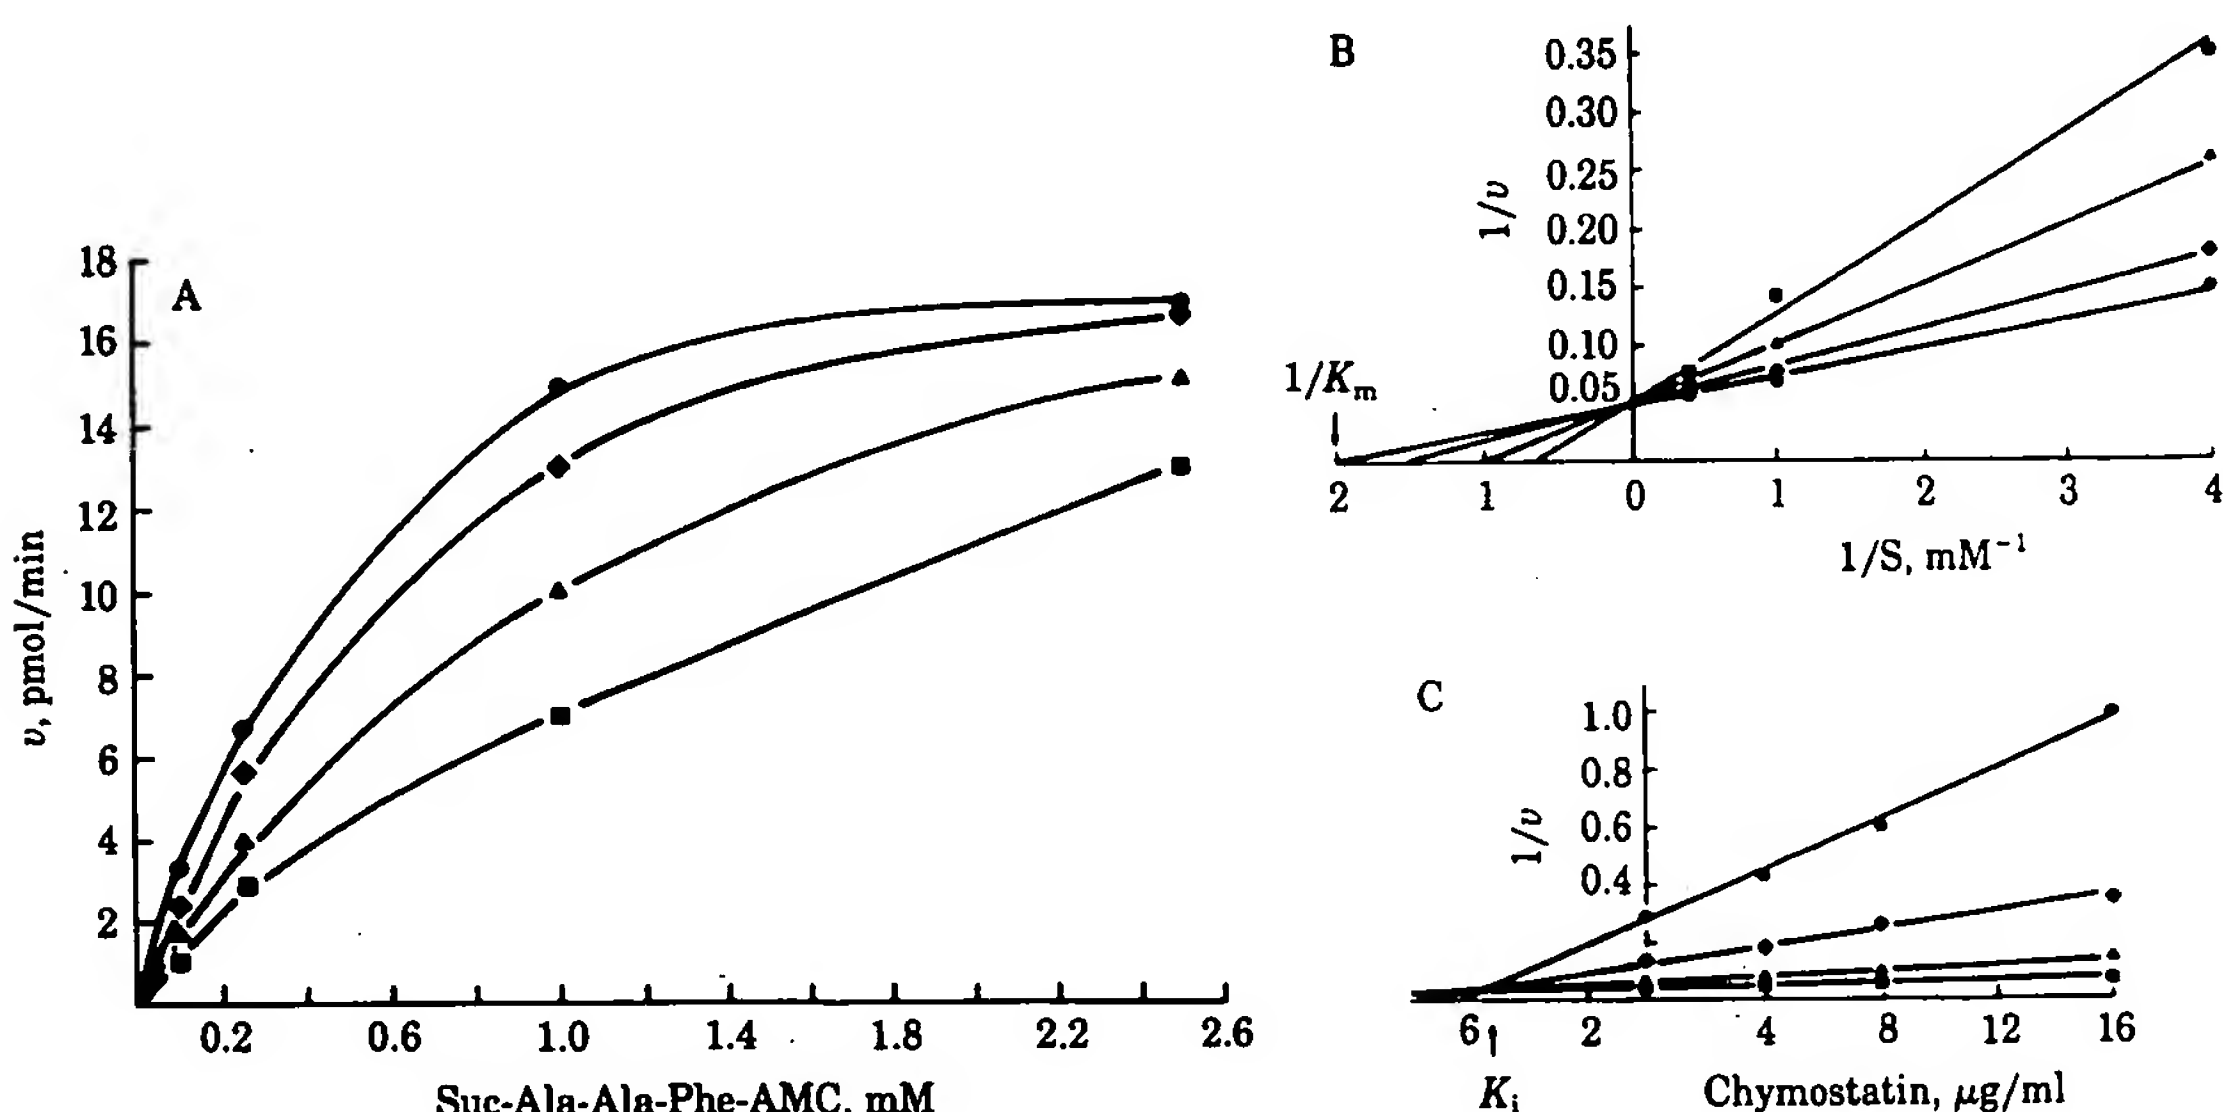 A
18
16
14
12
10
8
6
4
2
v, pmol/min
0.2 0.6 1.0 1.4 1.8 2.2 2.6
Suc-Ala-Ala-Phe-AMC, mM
B
0.35
0.30
0.25
0.20
0.15
0.10
0.05
1/v
1/Km
2 1 0 1 2 3 4
1/S, mM⁻¹
C
1.0
0.8
0.6
0.4
1/v
6 2 4 8 12 16
Ki
Chymostatin, μg/ml